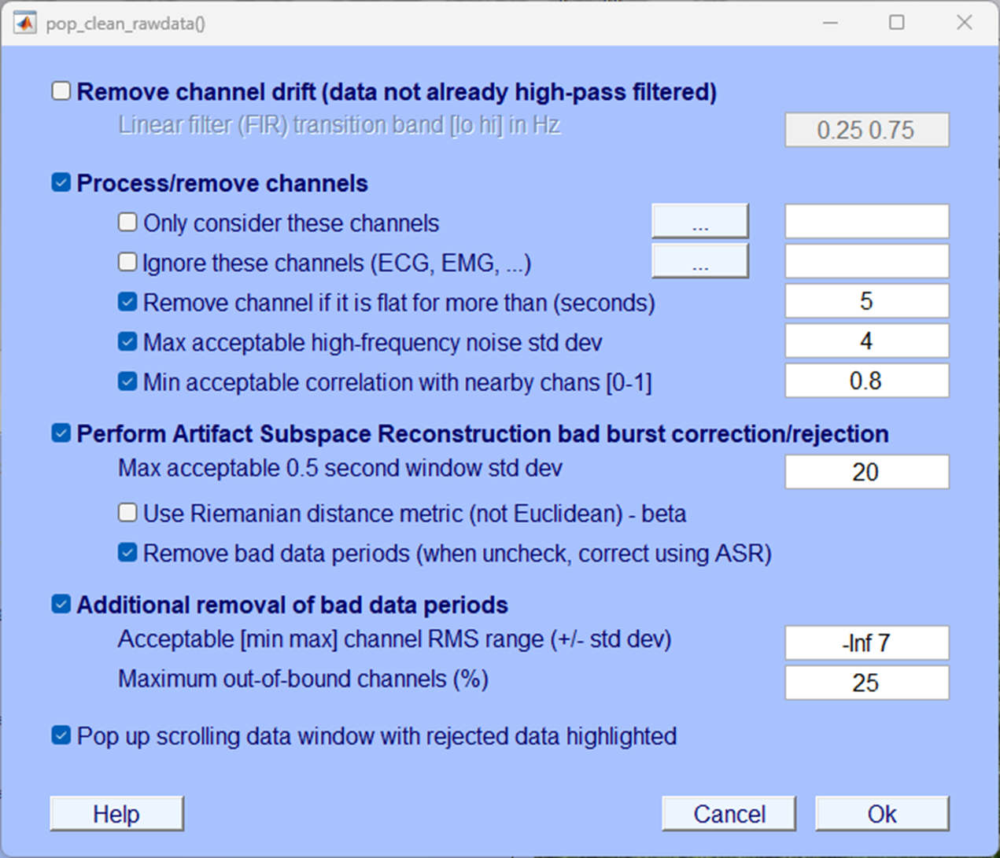 pop_clean_rawdata()
Remove channel drift (data not already high-pass filtered)
Linear filter (FIR) transition band [lo hi] in Hz
0.25 0.75
Process/remove channels
Only consider these channels
...
Ignore these channels (ECG, EMG, ...)
...
Remove channel if it is flat for more than (seconds)
5
Max acceptable high-frequency noise std dev
4
Min acceptable correlation with nearby chans [0-1]
0.8
Perform Artifact Subspace Reconstruction bad burst correction/rejection
Max acceptable 0.5 second window std dev
20
Use Riemanian distance metric (not Euclidean) - beta
Remove bad data periods (when uncheck, correct using ASR)
Additional removal of bad data periods
Acceptable [min max] channel RMS range (+/- std dev)
-Inf 7
Maximum out-of-bound channels (%)
25
Pop up scrolling data window with rejected data highlighted
Help
Cancel
Ok